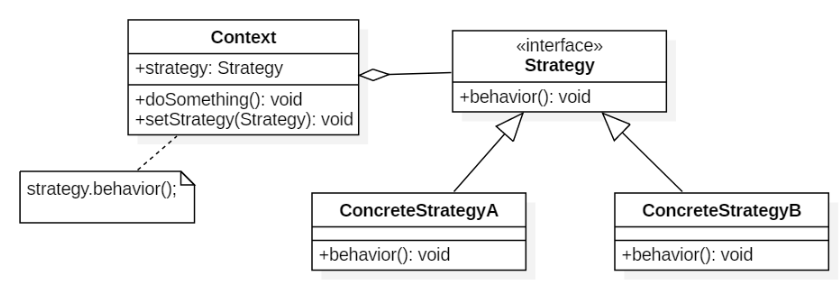 Context
+strategy: Strategy
+doSomething(): void
+setStrategy(Strategy): void
«interface»
Strategy
+behavior(): void
strategy.behavior();
ConcreteStrategyA
+behavior(): void
ConcreteStrategyB
+behavior(): void